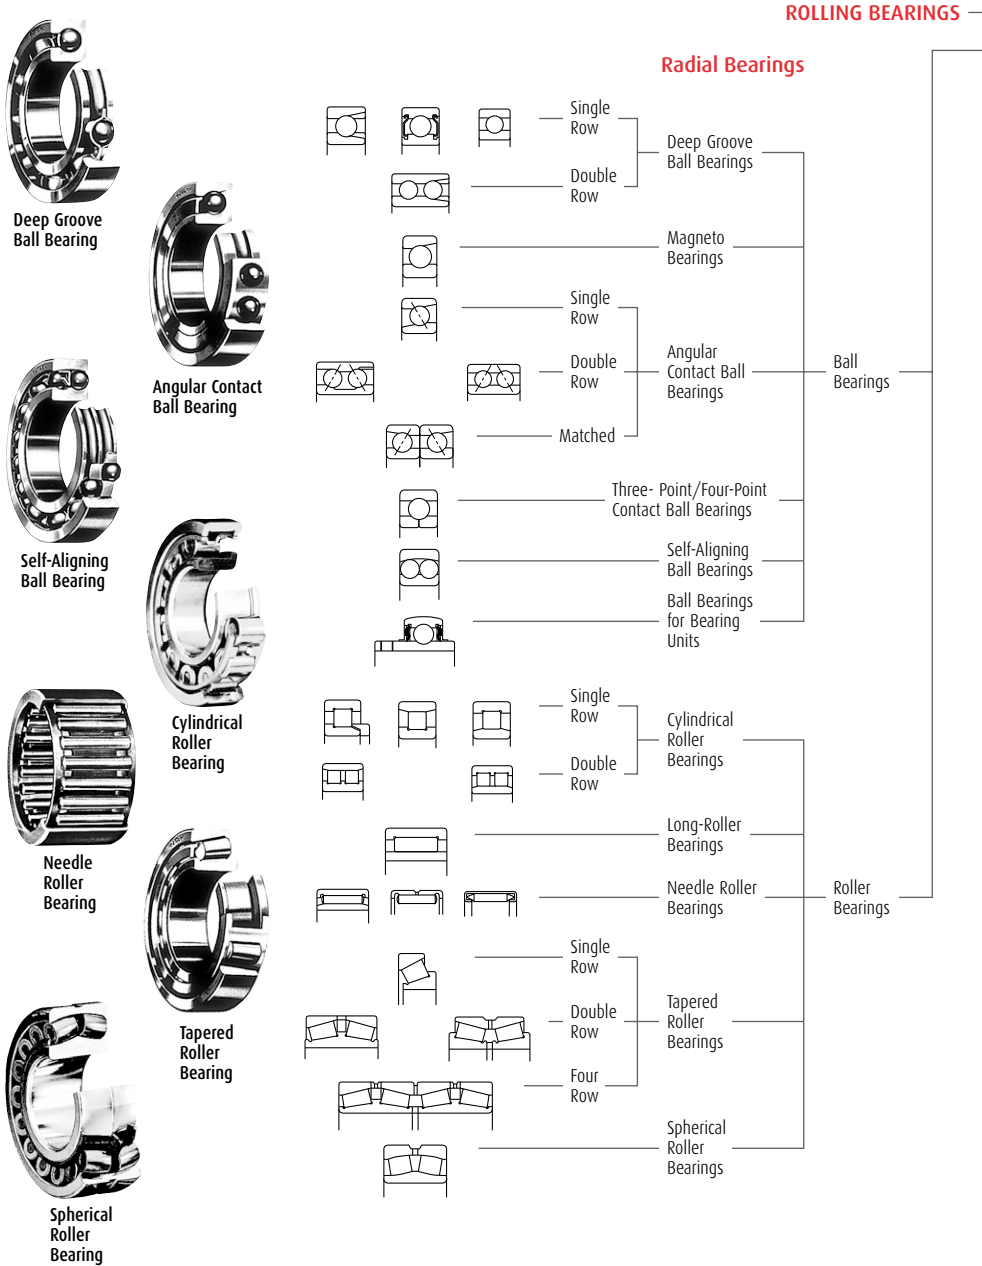 ROLLING BEARINGS
Radial Bearings
Single
Row
Deep Groove
Ball Bearings
Double
Row
Deep Groove
Ball Bearing
Magneto
Bearings
Single
Row
Angular
Contact Ball
Bearings
Double
Row
Ball
Bearings
Angular Contact
Ball Bearing
Matched
Three- Point/Four-Point
Contact Ball Bearings
Self-Aligning
Ball Bearings
Self-Aligning
Ball Bearing
Ball Bearings
for Bearing
Units
Single
Row
Cylindrical
Roller
Bearings
Cylindrical
Roller
Bearing
Double
Row
Long-Roller
Bearings
Needle
Roller
Bearing
Needle Roller
Bearings
Roller
Bearings
Single
Row
Double
Row
Tapered
Roller
Bearings
Tapered
Roller
Bearing
Four
Row
Spherical
Roller
Bearings
Spherical
Roller
Bearing